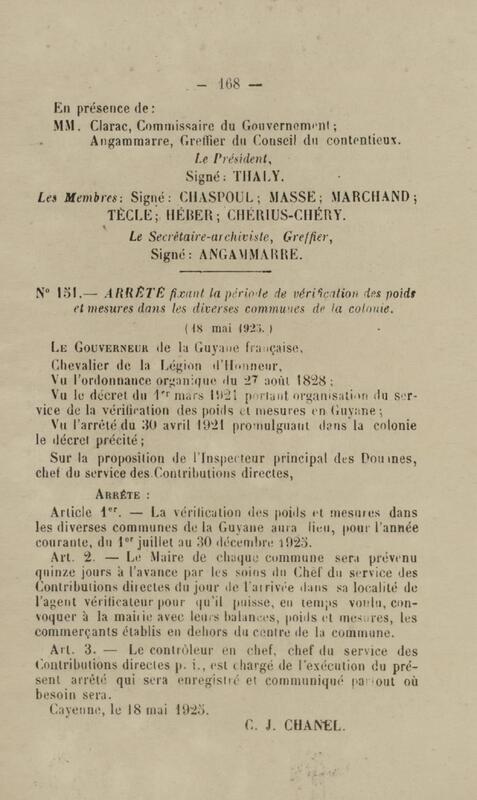 — 168 —
En présence de :
MM. Clarac, Commissaire du Gouvernement ;
Angammarre, Greffier du Conseil du contentieux.
Le Président,
Signé : THALY.
Les Membres : Signé : CHASPOUL ; MASSE ; MARCHAND ;
TÈCLE ; HÉBER ; CHÉRIUS-CHÉRY.
Le Secrétaire-archiviste, Greffier,
Signé : ANGAMMARRE.
N° 151. — ARRÊTÉ fixant la période de vérification des poids
et mesures dans les diverses communes de la colonie.
(18 mai 1925.)
LE GOUVERNEUR de la Guyane française,
Chevalier de la Légion d'Honneur,
Vu l'ordonnance organique du 27 août 1828 ;
Vu le décret du 1er mars 1921 portant organisation du ser-
vice de la vérification des poids et mesures en Guyane ;
Vu l'arrêté du 30 avril 1921 promulguant dans la colonie
le décret précité ;
Sur la proposition de l'Inspecteur principal des Douanes,
chef du service des Contributions directes,
ARRÊTE :
Article 1er. — La vérification des poids et mesures dans
les diverses communes de la Guyane aura lieu, pour l'année
courante, du 1er juillet au 30 décembre 1925.
Art. 2. — Le Maire de chaque commune sera prévenu
quinze jours à l'avance par les soins du Chef du service des
Contributions directes du jour de l'arrivée dans sa localité de
l'agent vérificateur pour qu'il puisse, en temps voulu, con-
voquer à la mairie avec leurs balances, poids et mesures, les
commerçants établis en dehors du centre de la commune.
Art. 3. — Le contrôleur en chef, chef du service des
Contributions directes p. i., est chargé de l'exécution du pré-
sent arrêté qui sera enregistré et communiqué partout où
besoin sera.
Cayenne, le 18 mai 1925.
C. J. CHANEL.